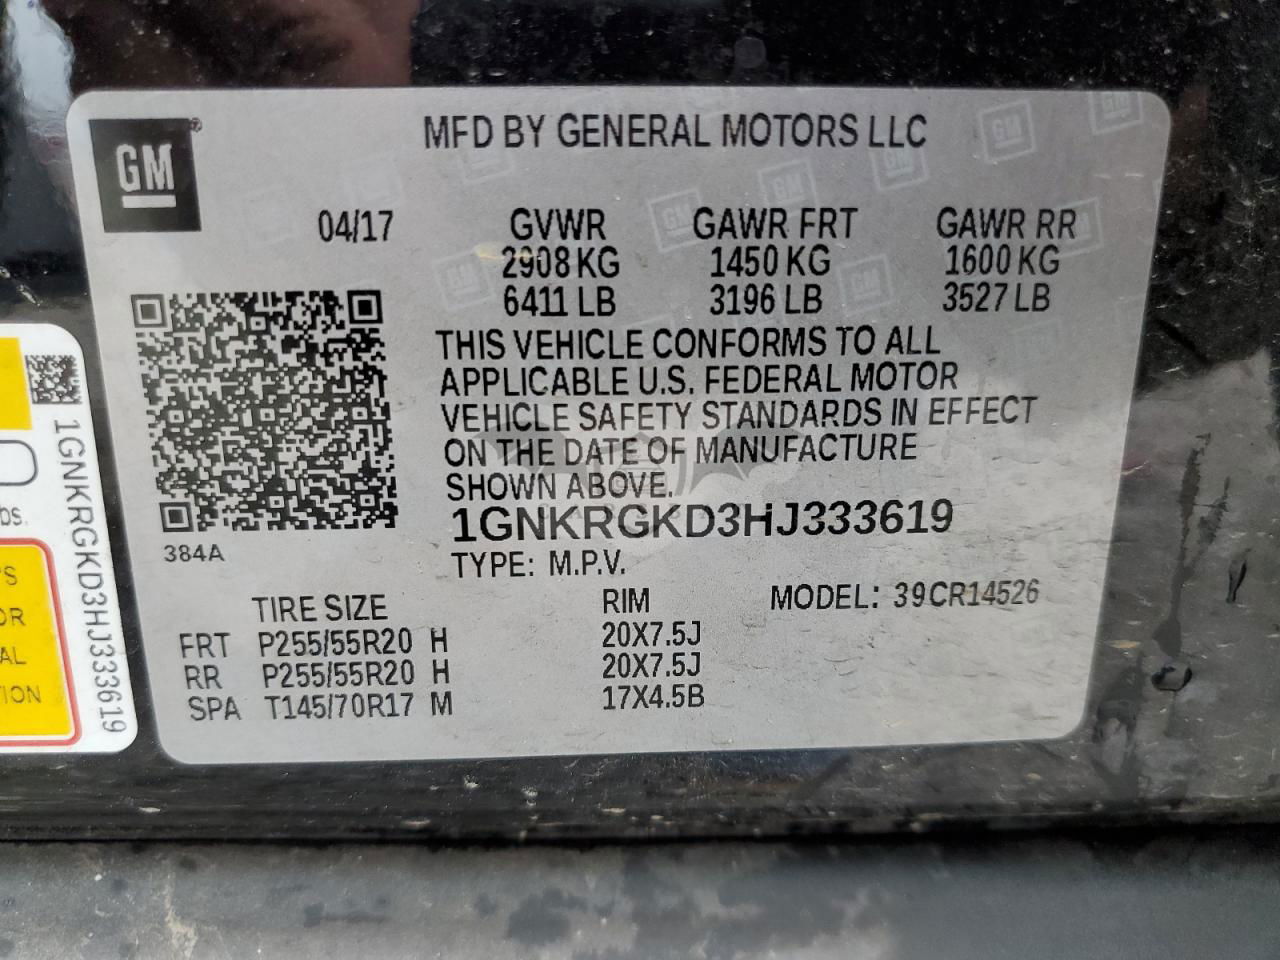 GM
MFD BY GENERAL MOTORS LLC
04/17 GVWR GAWR FRT GAWR RR
2908 KG 1450 KG 1600 KG
6411 LB 3196 LB 3527 LB
THIS VEHICLE CONFORMS TO ALL
APPLICABLE U.S. FEDERAL MOTOR
VEHICLE SAFETY STANDARDS IN EFFECT
ON THE DATE OF MANUFACTURE
SHOWN ABOVE.
1GNKRGKD3HJ333619
384A
TYPE: M.P.V.
TIRE SIZE RIM MODEL: 39CR14526
FRT P255/55R20 H 20X7.5J
RR P255/55R20 H 20X7.5J
SPA T145/70R17 M 17X4.5B
1GNKRGKD3HJ333619